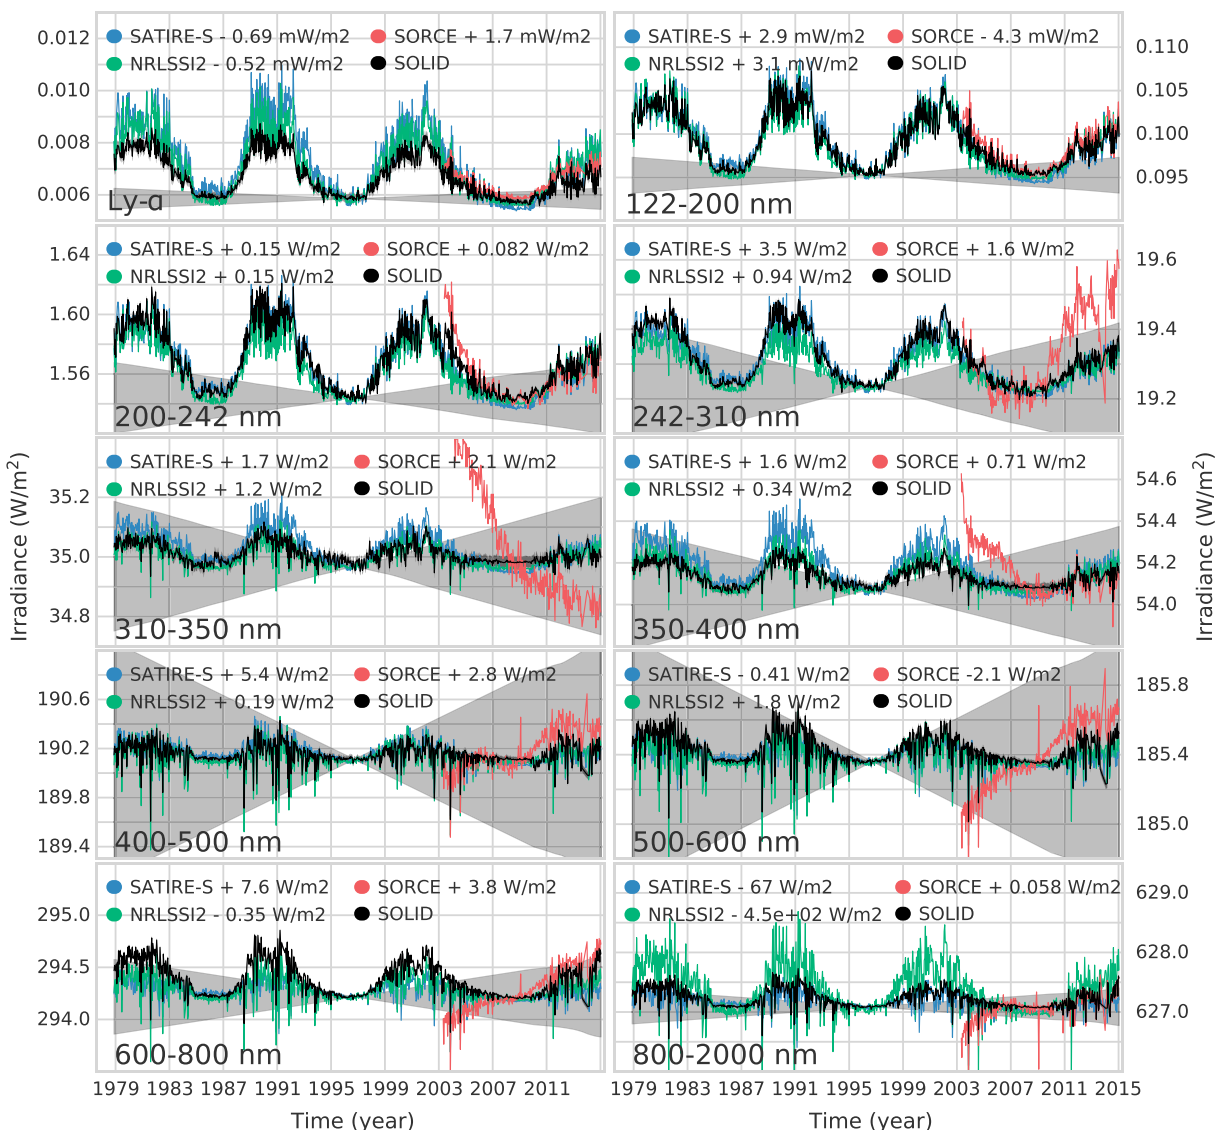 SATIRE-S - 0.69 mW/m2
SORCE + 1.7 mW/m2
NRLSSI2 - 0.52 mW/m2
SOLID
0.012
0.010
0.008
0.006
Ly-α
SATIRE-S + 2.9 mW/m2
SORCE - 4.3 mW/m2
NRLSSI2 + 3.1 mW/m2
SOLID
0.110
0.105
0.100
0.095
122-200 nm
SATIRE-S + 0.15 W/m2
SORCE + 0.082 W/m2
NRLSSI2 + 0.15 W/m2
SOLID
1.64
1.60
1.56
200-242 nm
SATIRE-S + 3.5 W/m2
SORCE + 1.6 W/m2
NRLSSI2 + 0.94 W/m2
SOLID
19.6
19.4
19.2
242-310 nm
SATIRE-S + 1.7 W/m2
SORCE + 2.1 W/m2
NRLSSI2 + 1.2 W/m2
SOLID
35.2
35.0
34.8
310-350 nm
SATIRE-S + 1.6 W/m2
SORCE + 0.71 W/m2
NRLSSI2 + 0.34 W/m2
SOLID
54.6
54.4
54.2
54.0
350-400 nm
Irradiance (W/m²)
Irradiance (W/m²)
SATIRE-S + 5.4 W/m2
SORCE + 2.8 W/m2
NRLSSI2 + 0.19 W/m2
SOLID
190.6
190.2
189.8
189.4
400-500 nm
SATIRE-S - 0.41 W/m2
SORCE -2.1 W/m2
NRLSSI2 + 1.8 W/m2
SOLID
185.8
185.4
185.0
500-600 nm
SATIRE-S + 7.6 W/m2
SORCE + 3.8 W/m2
NRLSSI2 - 0.35 W/m2
SOLID
295.0
294.5
294.0
600-800 nm
SATIRE-S - 67 W/m2
SORCE + 0.058 W/m2
NRLSSI2 - 4.5e+02 W/m2
SOLID
629.0
628.0
627.0
800-2000 nm
1979 1983 1987 1991 1995 1999 2003 2007 2011
1979 1983 1987 1991 1995 1999 2003 2007 2011 2015
Time (year)
Time (year)